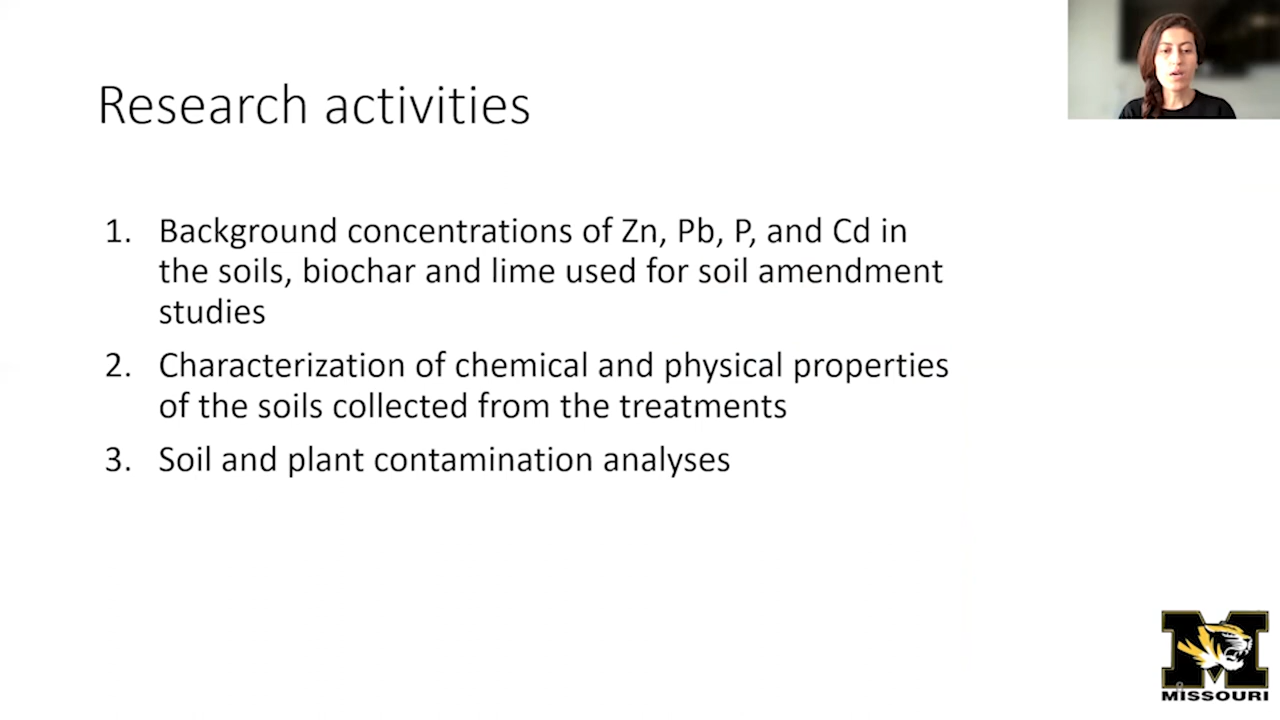 Research activities
1. Background concentrations of Zn, Pb, P, and Cd in
the soils, biochar and lime used for soil amendment
studies
2. Characterization of chemical and physical properties
of the soils collected from the treatments
3. Soil and plant contamination analyses
MISSOURI